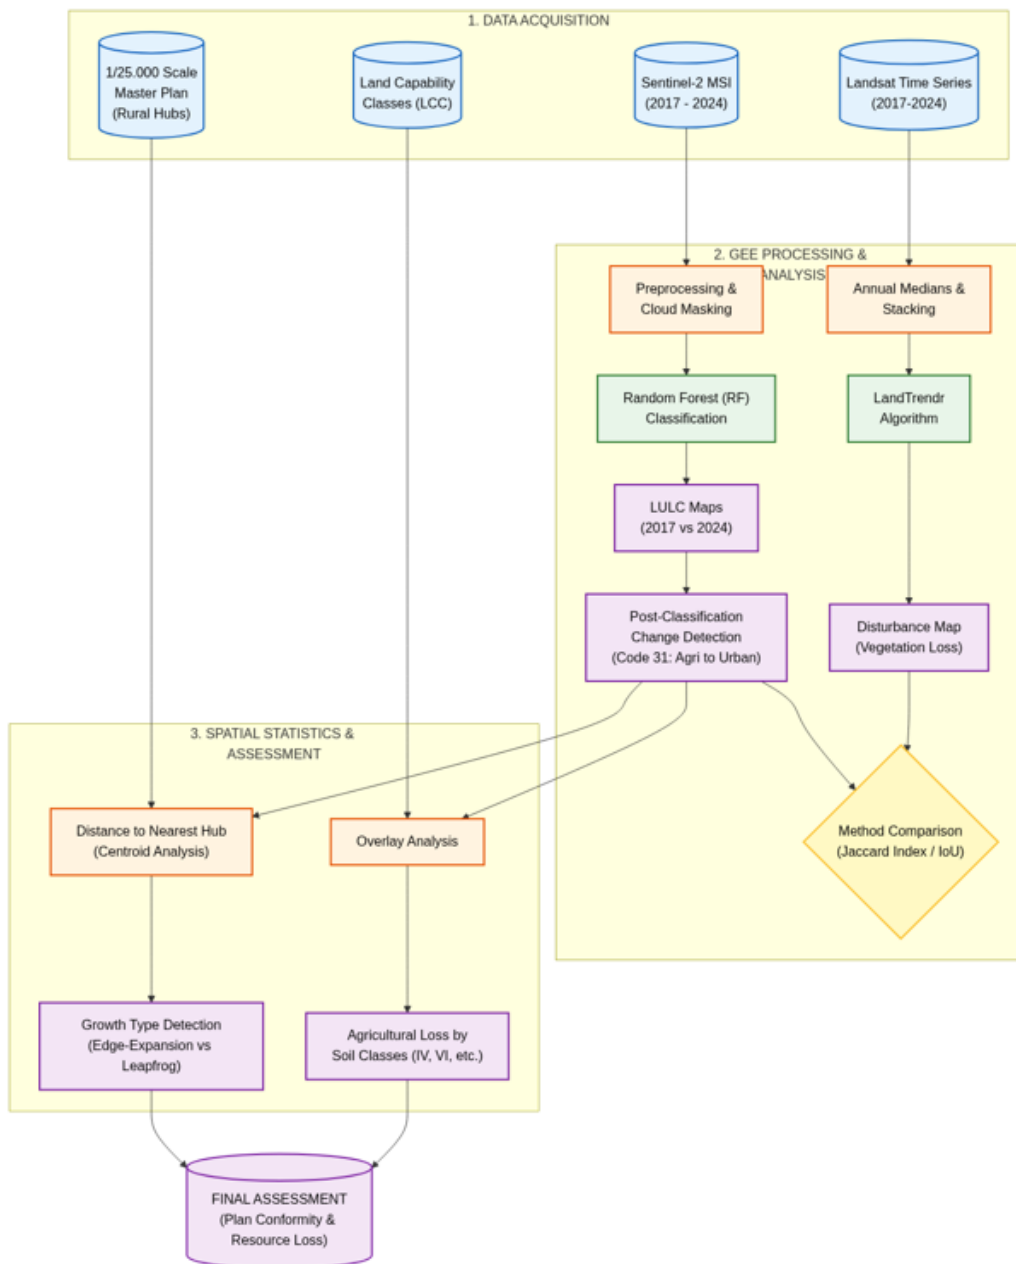 1. DATA ACQUISITION
1/25.000 Scale
Master Plan
(Rural Hubs)
Land Capability
Classes (LCC)
Sentinel-2 MSI
(2017 - 2024)
Landsat Time Series
(2017-2024)
2. GEE PROCESSING &
ANALYSIS
Preprocessing &
Cloud Masking
Annual Medians &
Stacking
Random Forest (RF)
Classification
LandTrendr
Algorithm
LULC Maps
(2017 vs 2024)
Post-Classification
Change Detection
(Code 31: Agri to Urban)
Disturbance Map
(Vegetation Loss)
3. SPATIAL STATISTICS &
ASSESSMENT
Distance to Nearest Hub
(Centroid Analysis)
Overlay Analysis
Method Comparison
(Jaccard Index / IoU)
Growth Type Detection
(Edge-Expansion vs
Leapfrog)
Agricultural Loss by
Soil Classes (IV, VI, etc.)
FINAL ASSESSMENT
(Plan Conformity &
Resource Loss)